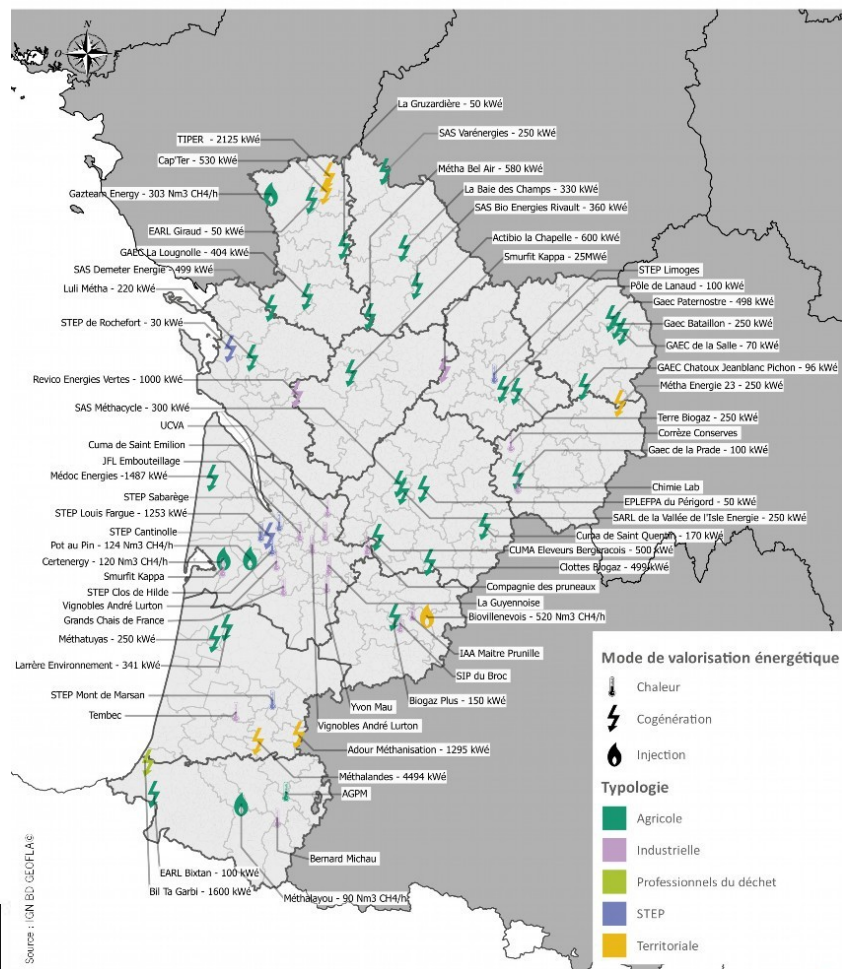 La Gruzardière - 50 kWé
TIPER - 2125 kWé
SAS Varénergies - 250 kWé
Cap'Ter - 530 kWé
Métha Bel Air - 580 kWé
Gazteam Energy - 303 Nm3 CH4/h
La Baie des Champs - 330 kWé
SAS Bio Energies Rivault - 360 kWé
EARL Giraud - 50 kWé
Actibio la Chapelle - 600 kWé
GAEC La Lougnolle - 404 kWé
Smurfit Kappa - 25MWé
SAS Demeter Energie - 499 kWé
STEP Limoges
Luli Métha - 220 kWé
Pôle de Lanaud - 100 kWé
Gaec Paternostre - 498 kWé
STEP de Rochefort - 30 kWé
Gaec Bataillon - 250 kWé
GAEC de la Salle - 70 kWé
GAEC Chatoux Jeanblanc Pichon - 96 kWé
Revico Energies Vertes - 1000 kWé
Métha Energie 23 - 250 kWé
SAS Méthacycle - 300 kWé
Terre Biogaz - 250 kWé
UCVA
Corrèze Conserves
Cuma de Saint Emilion
Gaec de la Prade - 100 kWé
JFL Embouteillage
Médoc Energies -1487 kWé
Chimie Lab
STEP Sabarège
EPLEFPA du Périgord - 50 kWé
STEP Louis Fargue - 1253 kWé
SARL de la Vallée de l'Isle Energie - 250 kWé
STEP Cantinolle
Cuma de Saint Quentin - 170 kWé
Pot au Pin - 124 Nm3 CH4/h
CUMA Eleveurs Bergeracois - 500 kWé
Certenergy - 120 Nm3 CH4/h
Clottes Biogaz - 499kWé
Smurfit Kappa
STEP Clos de Hilde
Compagnie des pruneaux
Vignobles André Lurton
La Guyennoise
Grands Chais de France
Biovillenevois - 520 Nm3 CH4/h
Méthatuyas - 250 kWé
IAA Maitre Prunille
Larrère Environnement - 341 kWé
SIP du Broc
STEP Mont de Marsan
Biogaz Plus - 150 kWé
Yvon Mau
Tembec
Vignobles André Lurton
Adour Méthanisation - 1295 kWé
Méthalandes - 4494 kWé
AGPM
Bernard Michau
EARL Bixtan - 100 kWé
Bil Ta Garbi - 1600 kWé
Méthalayou - 90 Nm3 CH4/h
Mode de valorisation énergétique
Chaleur
Cogénération
Injection
Typologie
Agricole
Industrielle
Professionnels du déchet
STEP
Territoriale
Source : IGN BD GEOFLA©